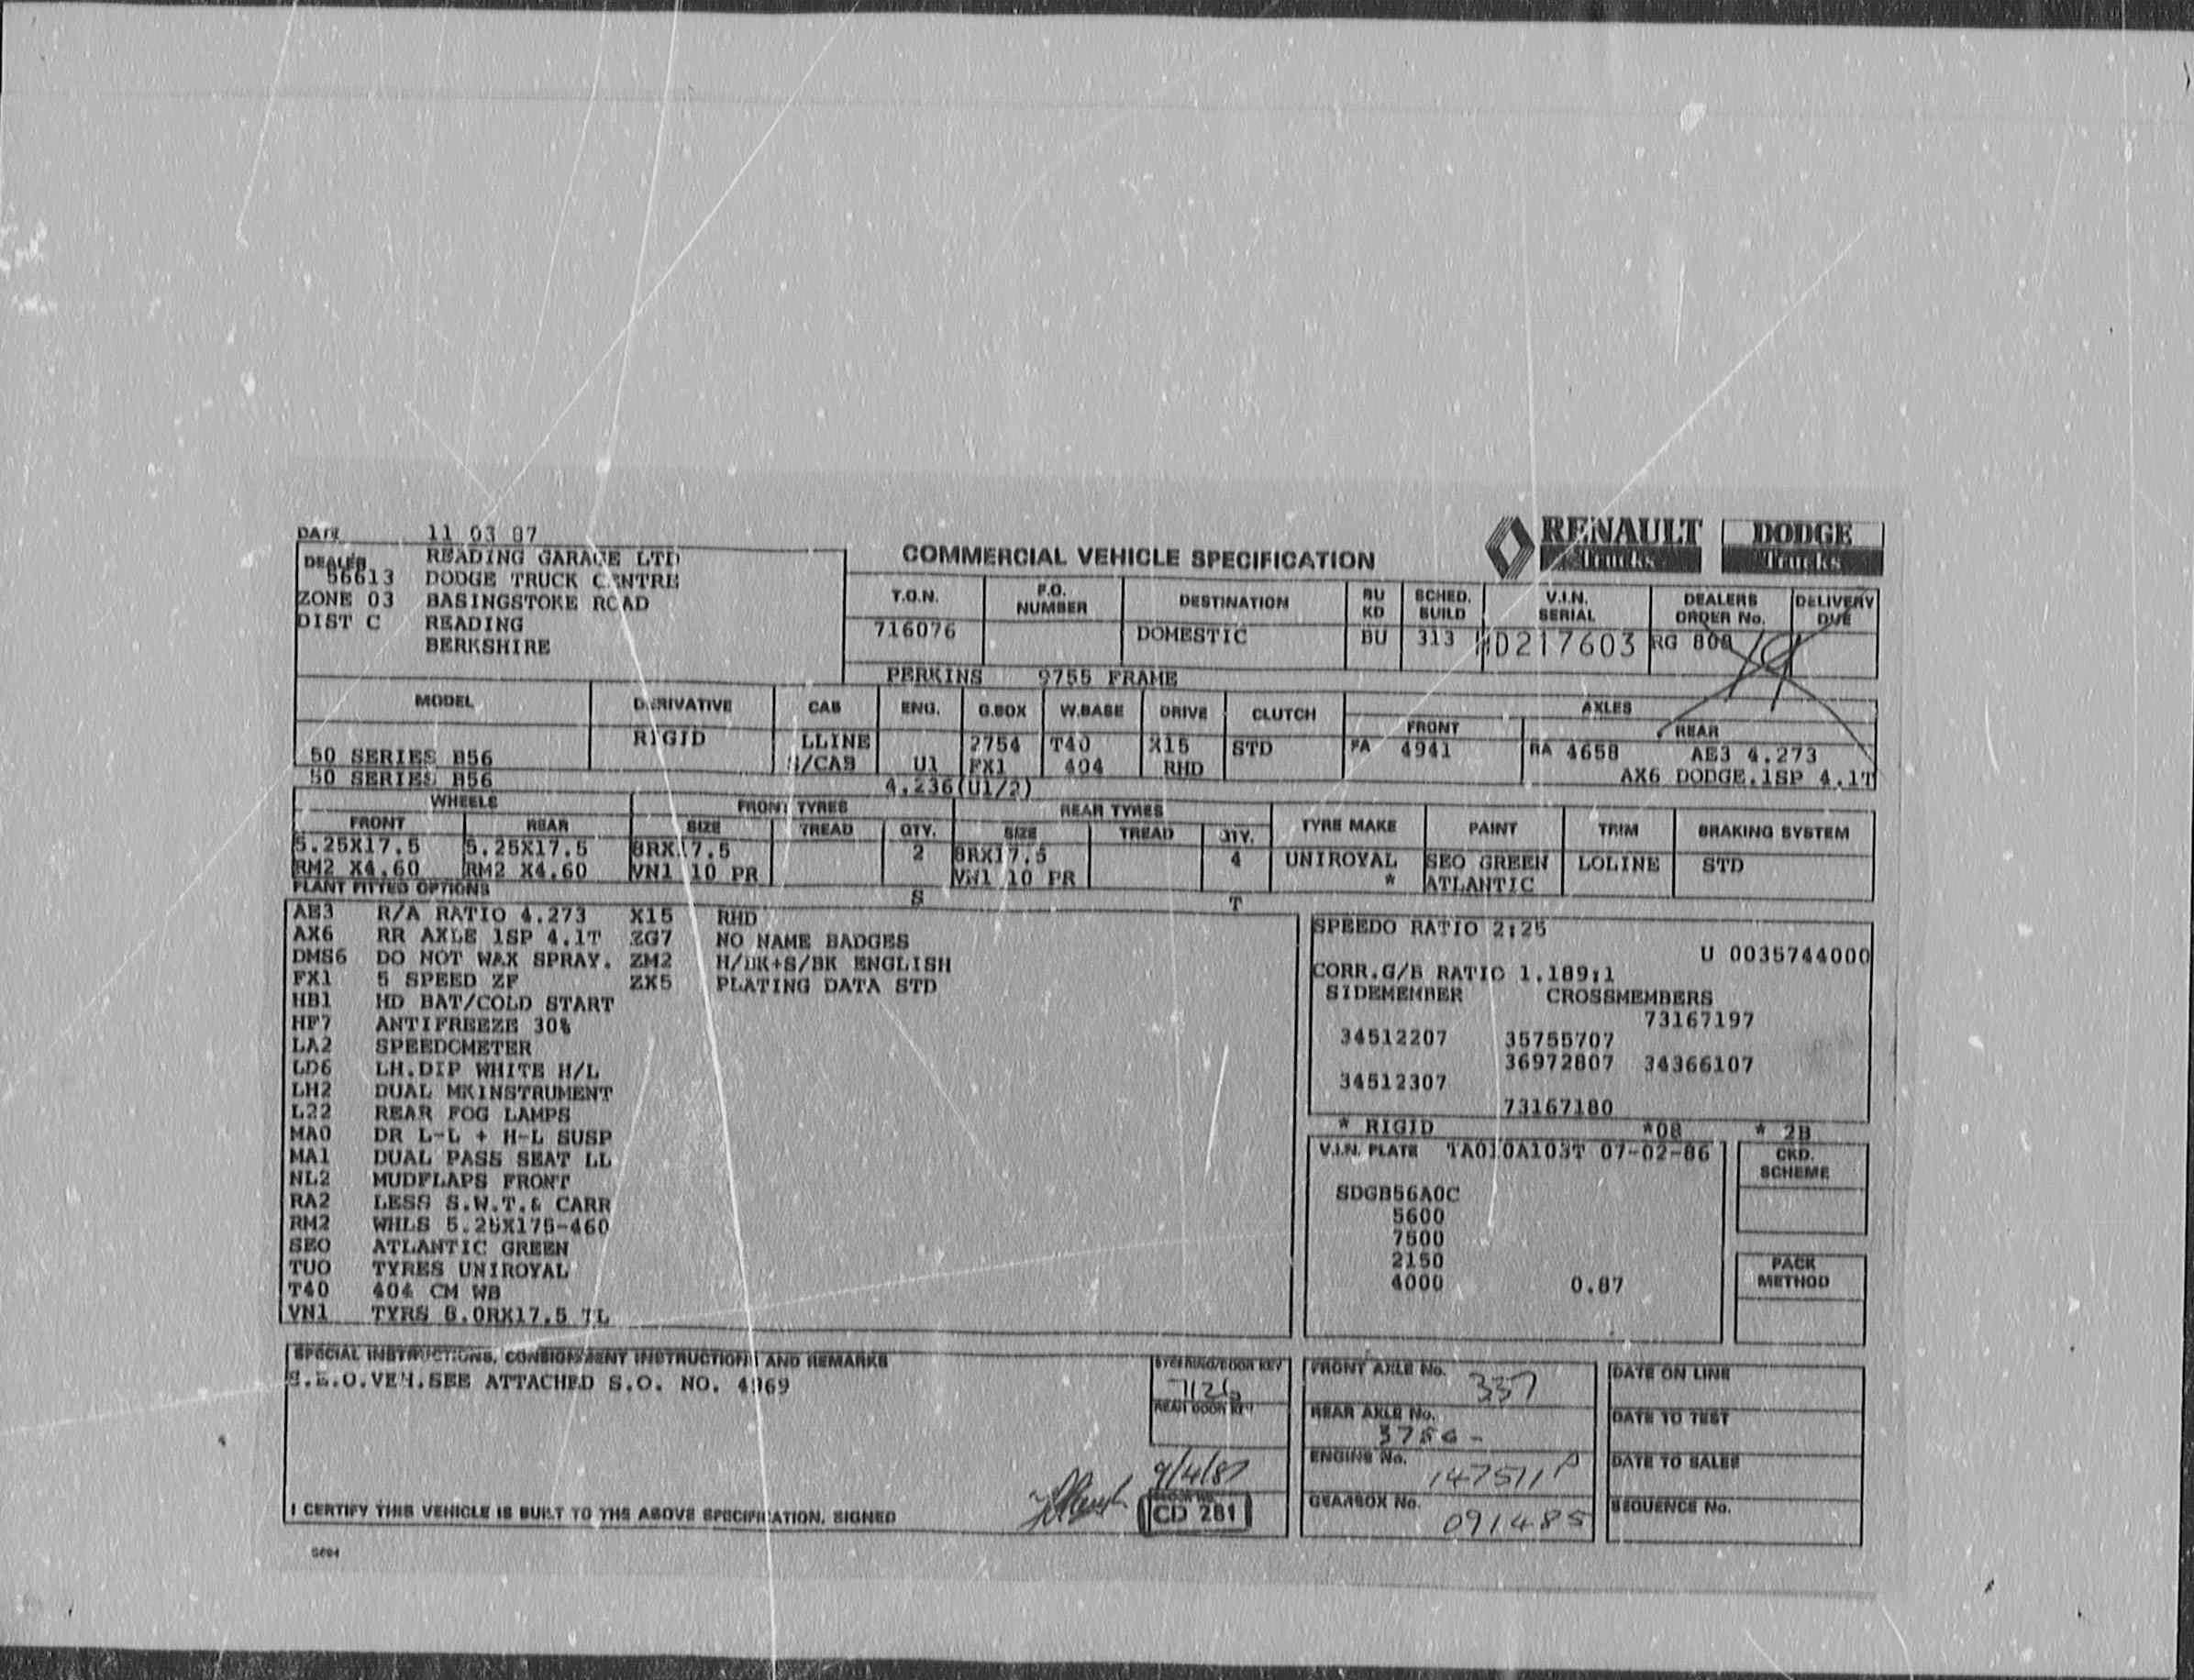 DATE 11 03 87
DEALER READING GARAGE LTD
56613 DODGE TRUCK CENTRE
ZONE 03 BASINGSTOKE ROAD
DIST C READING
BERKSHIRE
COMMERCIAL VEHICLE SPECIFICATION
RENAULT Trucks DODGE Trucks
T.O.N. F.O. NUMBER DESTINATION BU KD SCHED. BUILD V.I.N. SERIAL DEALERS ORDER No. DELIVERY DUE
716076 DOMESTIC BU 313 HD217603 RG 808
PERKINS 9755 FRAME
MODEL DERIVATIVE CAB ENG. G.BOX W.BASE DRIVE CLUTCH AXLES
FRONT REAR
RIGID LLINE 2754 T40 X15 STD FA 4941 RA 4658 AE3 4.273
50 SERIES B56 S/CAB U1 FX1 404 RHD AX6 DODGE.1SP 4.1T
50 SERIES B56 4.236(U1/2)
WHEELS FRONT TYRES REAR TYRES TYRE MAKE PAINT TRIM BRAKING SYSTEM
FRONT REAR SIZE TREAD QTY. SIZE TREAD QTY.
5.25X17.5 5.25X17.5 8RX17.5 2 8RX17.5 4 UNIROYAL SEO GREEN LOLINE STD
RM2 X4.60 RM2 X4.60 VN1 10 PR VN1 10 PR * ATLANTIC
PLANT FITTED OPTIONS S T
AE3 R/A RATIO 4.273 X15 RHD
AX6 RR AXLE 1SP 4.1T ZG7 NO NAME BADGES
DMS6 DO NOT WAX SPRAY. ZM2 H/BK+S/BK ENGLISH
FX1 5 SPEED ZF ZX5 PLATING DATA STD
HB1 HD BAT/COLD START
HF7 ANTIFREEZE 30%
LA2 SPEEDOMETER
LD6 LH.DIP WHITE H/L
LH2 DUAL MKINSTRUMENT
L22 REAR FOG LAMPS
MA0 DR L-L + H-L SUSP
MA1 DUAL PASS SEAT LL
NL2 MUDFLAPS FRONT
RA2 LESS S.W.T.& CARR
RM2 WHLS 5.25X175-460
SEO ATLANTIC GREEN
TUO TYRES UNIROYAL
T40 404 CM WB
VN1 TYRS 8.0RX17.5 TL
SPEEDO RATIO 2:25
U 0035744000
CORR.G/B RATIO 1.189:1
SIDEMEMBER CROSSMEMBERS
73167197
34512207 35755707
36972807 34366107
34512307
73167180
* RIGID *08 * 2B
V.I.N. PLATE TA010A103T 07-02-86 CKD. SCHEME
SDGB56A0C
5600
7500
2150
4000 0.87
PACK METHOD
SPECIAL INSTRUCTIONS, CONSIGNMENT INSTRUCTIONS AND REMARKS
S.E.O.VEH.SEE ATTACHED S.O. NO. 4969
STEERING/DOOR KEY
REAR DOOR KEY
9/4/87
CD 281
FRONT AXLE No. 337
REAR AXLE No. 3756 -
ENGINE No. 147511P
GEARBOX No. 091485
DATE ON LINE
DATE TO TEST
DATE TO SALES
SEQUENCE No.
I CERTIFY THIS VEHICLE IS BUILT TO THE ABOVE SPECIFICATION. SIGNED